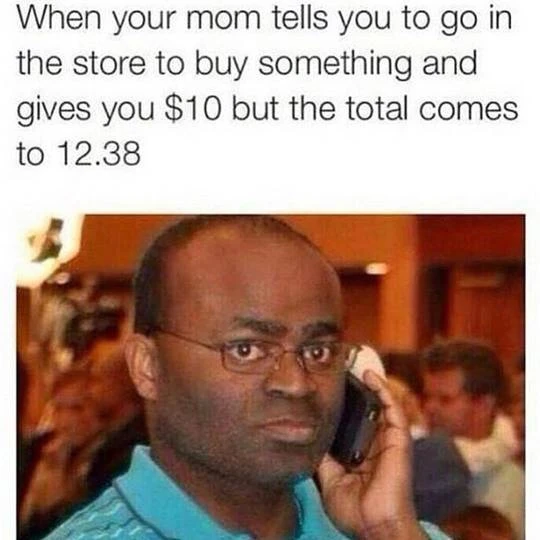 When your mom tells you to go in
the store to buy something and
gives you $10 but the total comes
to 12.38